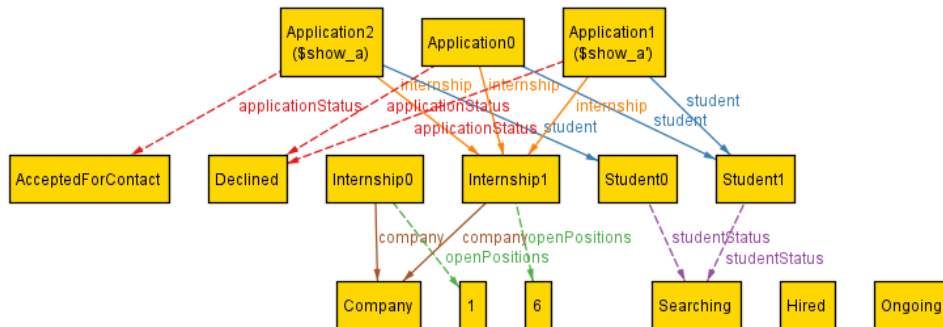 Application2
($show_a)
Application0
Application1
($show_a')
internship
internship
internship
student
applicationStatus
applicationStatus
student
applicationStatus
student
AcceptedForContact
Declined
Internship0
Internship1
Student0
Student1
company
company
openPositions
studentStatus
openPositions
studentStatus
Company
1
6
Searching
Hired
Ongoing